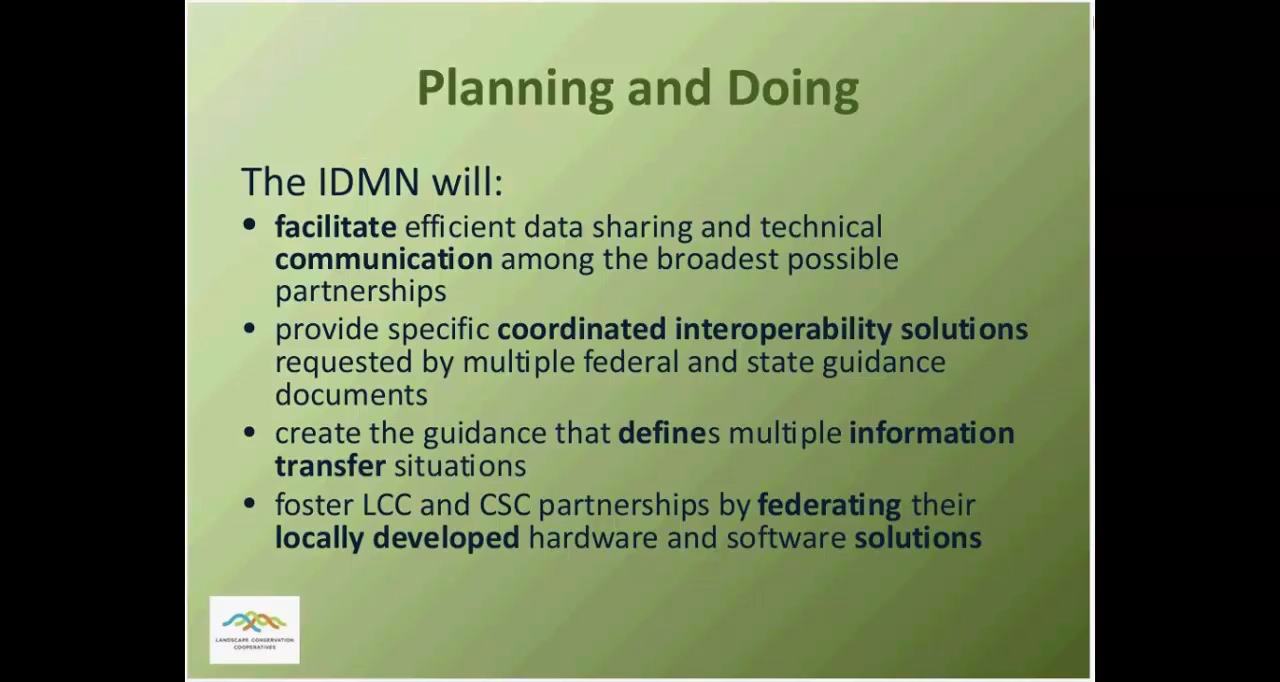 Planning and Doing
The IDMN will:
• facilitate efficient data sharing and technical
communication among the broadest possible
partnerships
• provide specific coordinated interoperability solutions
requested by multiple federal and state guidance
documents
• create the guidance that defines multiple information
transfer situations
• foster LCC and CSC partnerships by federating their
locally developed hardware and software solutions
LANDSCAPE CONSERVATION
COOPERATIVES